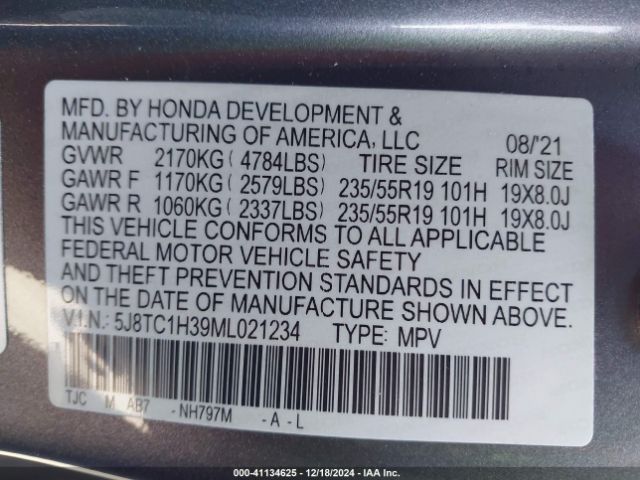 MFD. BY HONDA DEVELOPMENT &
MANUFACTURING OF AMERICA, LLC 08/'21
GVWR 2170KG ( 4784LBS) TIRE SIZE RIM SIZE
GAWR F 1170KG ( 2579LBS) 235/55R19 101H 19X8.0J
GAWR R 1060KG ( 2337LBS) 235/55R19 101H 19X8.0J
THIS VEHICLE CONFORMS TO ALL APPLICABLE
FEDERAL MOTOR VEHICLE SAFETY
AND THEFT PREVENTION STANDARDS IN EFFECT
ON THE DATE OF MANUFACTURE SHOWN ABOVE.
V.I.N.: 5J8TC1H39ML021234 TYPE: MPV
TJC M AB7 -NH797M -A-L
000-41134625 - 12/18/2024 - IAA Inc.